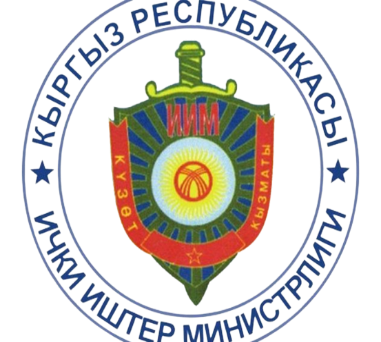 КЫРГЫЗ РЕСПУБЛИКАСЫ
ИИМ
КҮЗӨТ
КЫЗМАТЫ
ИЧКИ ИШТЕР МИНИСТРЛИГИ